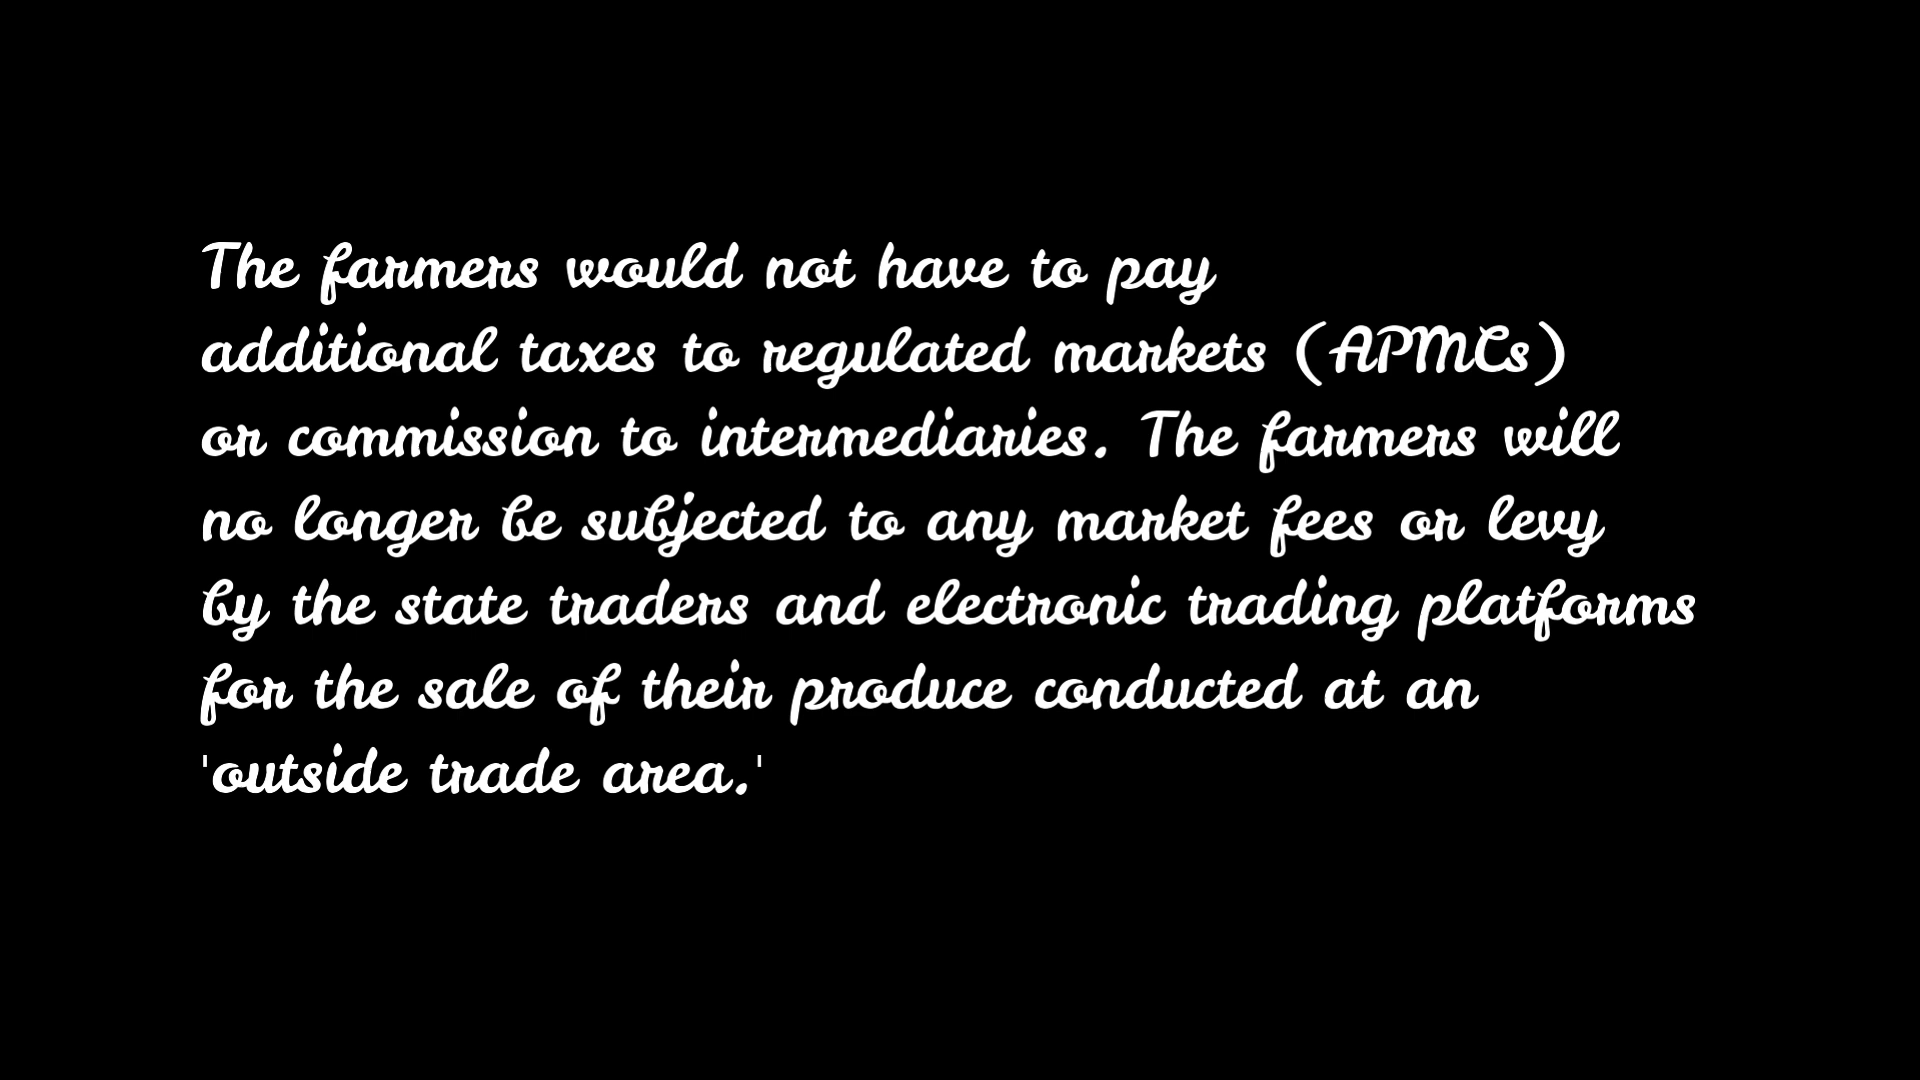 The farmers would not have to pay
additional taxes to regulated markets (APMCs)
or commission to intermediaries. The farmers will
no longer be subjected to any market fees or levy
by the state traders and electronic trading platforms
for the sale of their produce conducted at an
'outside trade area.'